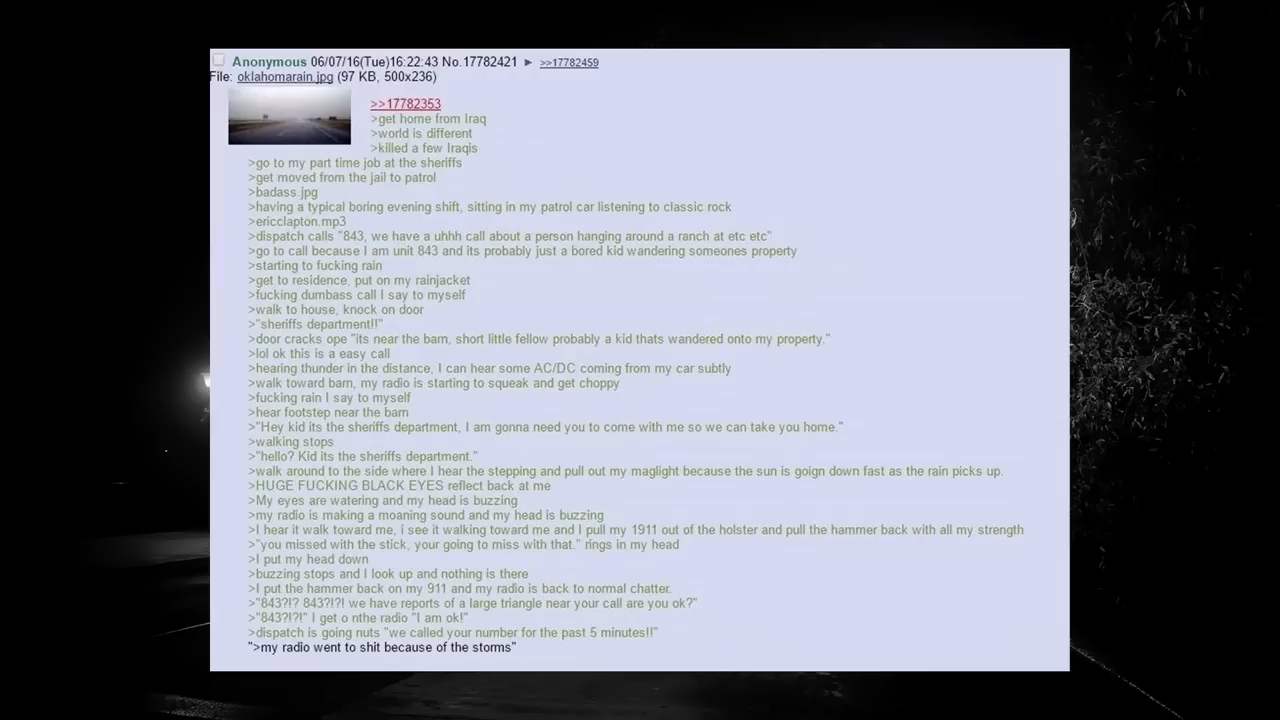 Anonymous 06/07/16(Tue)16:22:43 No.17782421 ▶ >>17782459
File: oklahomarain.jpg (97 KB, 500x236)
>>17782353
>get home from Iraq
>world is different
>killed a few Iraqis
>go to my part time job at the sheriffs
>get moved from the jail to patrol
>badass.jpg
>having a typical boring evening shift, sitting in my patrol car listening to classic rock
>ericclapton.mp3
>dispatch calls "843, we have a uhhh call about a person hanging around a ranch at etc etc"
>go to call because I am unit 843 and its probably just a bored kid wandering someones property
>starting to fucking rain
>get to residence, put on my rainjacket
>fucking dumbass call I say to myself
>walk to house, knock on door
>"sheriffs department!!"
>door cracks ope "its near the barn, short little fellow probably a kid thats wandered onto my property."
>lol ok this is a easy call
>hearing thunder in the distance, I can hear some AC/DC coming from my car subtly
>walk toward barn, my radio is starting to squeak and get choppy
>fucking rain I say to myself
>hear footstep near the barn
>"Hey kid its the sheriffs department, I am gonna need you to come with me so we can take you home."
>walking stops
>"hello? Kid its the sheriffs department."
>walk around to the side where I hear the stepping and pull out my maglight because the sun is goign down fast as the rain picks up.
>HUGE FUCKING BLACK EYES reflect back at me
>My eyes are watering and my head is buzzing
>my radio is making a moaning sound and my head is buzzing
>I hear it walk toward me, i see it walking toward me and I pull my 1911 out of the holster and pull the hammer back with all my strength
>"you missed with the stick, your going to miss with that." rings in my head
>I put my head down
>buzzing stops and I look up and nothing is there
>I put the hammer back on my 911 and my radio is back to normal chatter.
>"843?!? 843?!?! we have reports of a large triangle near your call are you ok?"
>"843?!?!" I get o nthe radio "I am ok!"
>dispatch is going nuts "we called your number for the past 5 minutes!!"
">my radio went to shit because of the storms"